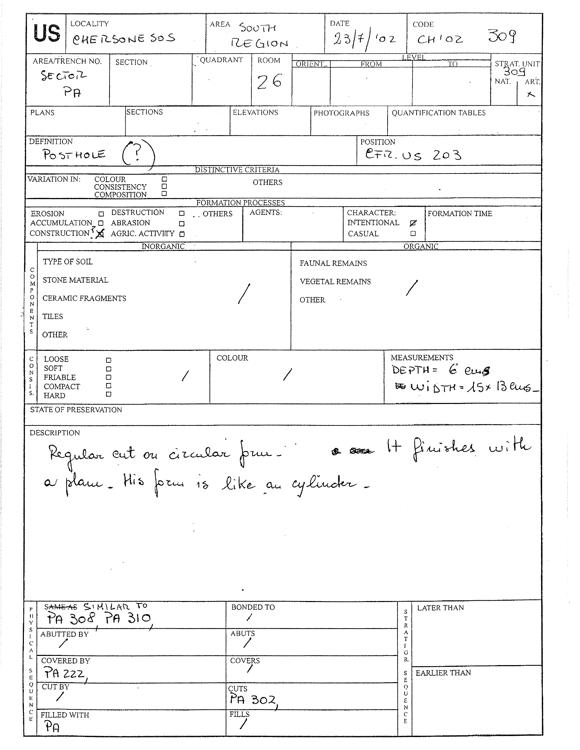 US
LOCALITY
CHERSONESOS
AREA SOUTH
REGION
DATE
23/7/'02
CODE
CH'02 309
AREA/TRENCH NO.
SECTOR
PA
SECTION
QUADRANT
ROOM
26
LEVEL
ORIENT. FROM TO
STRAT. UNIT
309
NAT. ART.
x
PLANS
SECTIONS
ELEVATIONS
PHOTOGRAPHS
QUANTIFICATION TABLES
DEFINITION
POSTHOLE (?)
POSITION
CFR. US 203
DISTINCTIVE CRITERIA
VARIATION IN: COLOUR
CONSISTENCY
COMPOSITION
OTHERS
FORMATION PROCESSES
EROSION DESTRUCTION OTHERS
ACCUMULATION ABRASION
CONSTRUCTION ? X AGRIC. ACTIVITY
AGENTS:
CHARACTER:
INTENTIONAL
CASUAL
FORMATION TIME
COMPONENTS
INORGANIC
TYPE OF SOIL
STONE MATERIAL
CERAMIC FRAGMENTS /
TILES
OTHER
ORGANIC
FAUNAL REMAINS
VEGETAL REMAINS /
OTHER
CONSIS.
LOOSE
SOFT
FRIABLE /
COMPACT
HARD
COLOUR
/
MEASUREMENTS
DEPTH = 6 cms
WIDTH = 15 x 13 cms_
STATE OF PRESERVATION
DESCRIPTION
Regular cut on circular form_ It finishes with
a plam_ His form is like an cylinder_
PHYSICAL SEQUENCE
SAME AS SIMILAR TO
PA 308, PA 310,
BONDED TO
/
ABUTTED BY
/
ABUTS
/
COVERED BY
PA 222,
COVERS
/
CUT BY
/
CUTS
PA 302,
FILLED WITH
PA
FILLS
/
STRATIGR. SEQUENCE
LATER THAN
EARLIER THAN